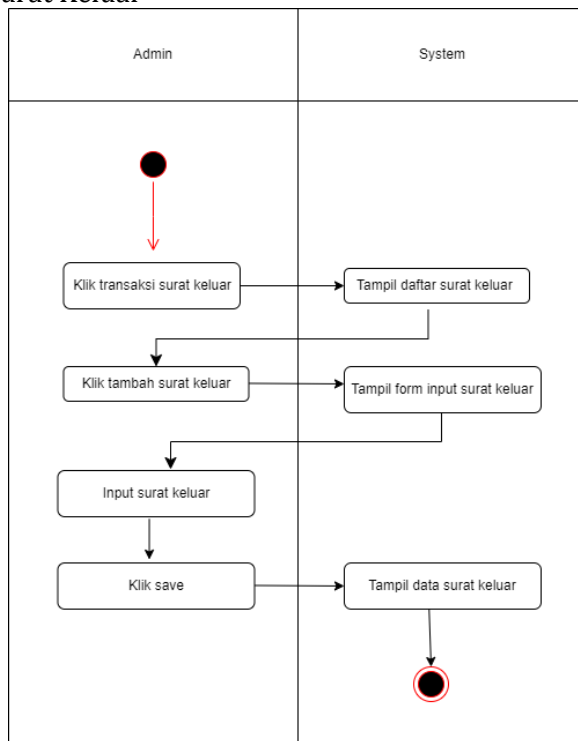 Keluar
Admin
System
Klik transaksi surat keluar
Tampil daftar surat keluar
Klik tambah surat keluar
Tampil form input surat keluar
Input surat keluar
Klik save
Tampil data surat keluar